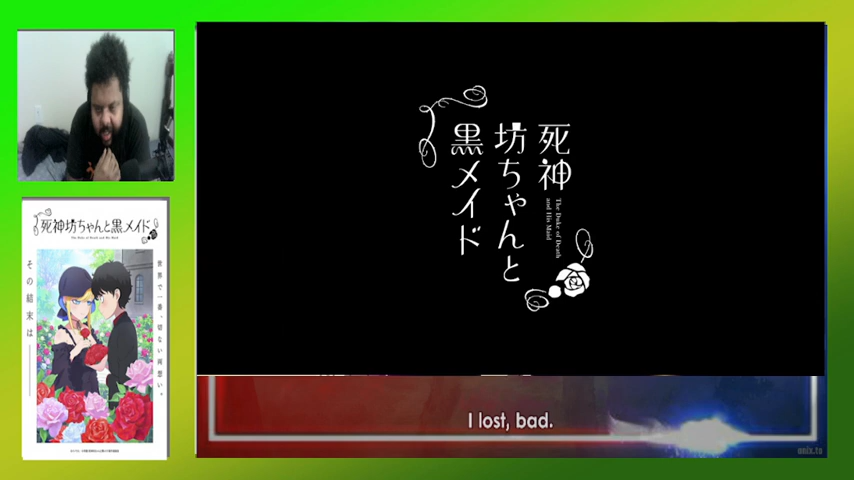 死神
坊ちゃんと
黒メイド
The Duke of Death
and His Maid
死神坊ちゃんと黒メイド
The Duke of Death and His Maid
世界で一番、切ない両想い。
その結末は
I lost, bad.
anix.to